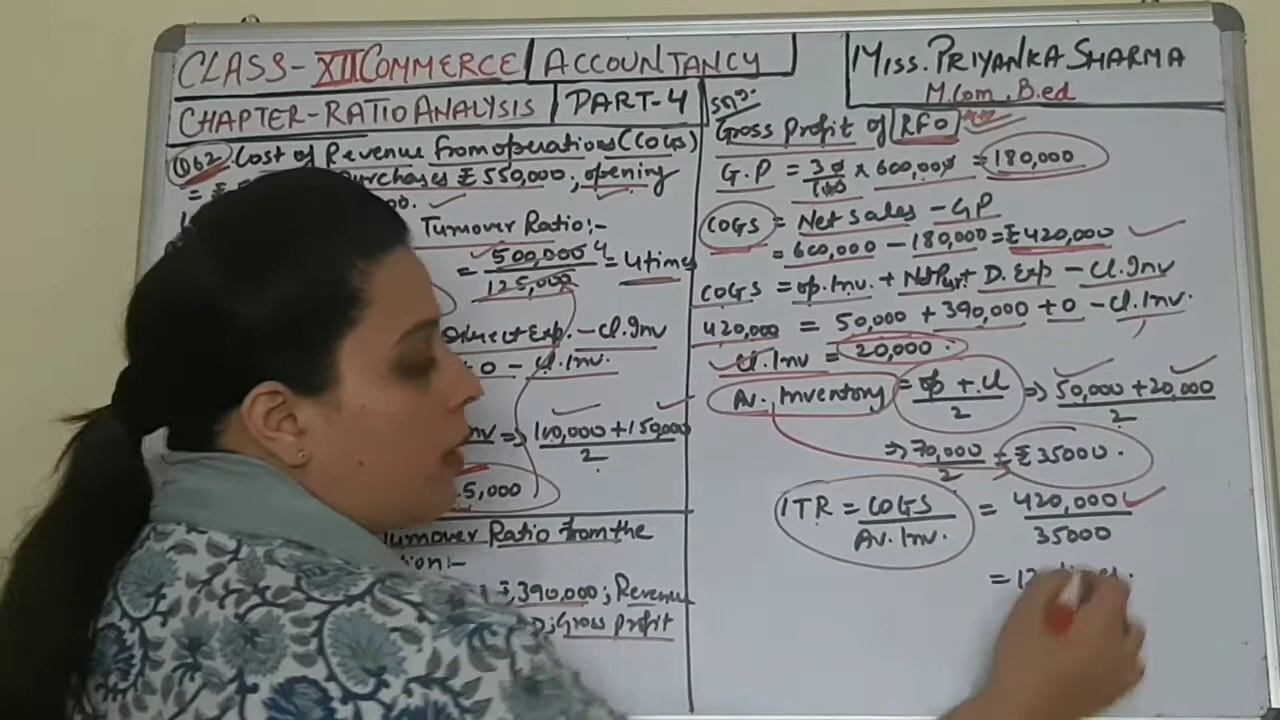 CLASS-XII COMMERCE ACCOUNTANCY
CHAPTER-RATIO ANALYSIS PART-4
MISS. PRIYANKA SHARMA
M.Com. B.ed
Q62. Cost of Revenue from operations (COGS)
= ₹ Purchases ₹ 550,000; opening
Turnover Ratio:-
= 500,000 / 125,000 4 = 4 times
Direct Exp. - Cl. Inv
+ 0 - Cl. Inv.
⇒ 100,000 + 150,000 / 2
5,000
Turnover Ratio from the
tion:-
₹ 390,000; Revenue
; Gross profit
Soln.
Gross Profit of RFO
G.P = 30/100 × 600,000 = 180,000
COGS = Net Sales - GP
= 600,000 - 180,000 = ₹ 420,000
COGS = op. Inv. + Net Pur + D. Exp - Cl. Inv
420,000 = 50,000 + 390,000 + 0 - Cl. Inv.
Cl. Inv = 20,000.
Av. Inventory = op + cl / 2 ⇒ 50,000 + 20,000 / 2
⇒ 70,000 / 2 = ₹ 35000.
ITR = COGS / Av. Inv. = 420,000 / 35000
= 12